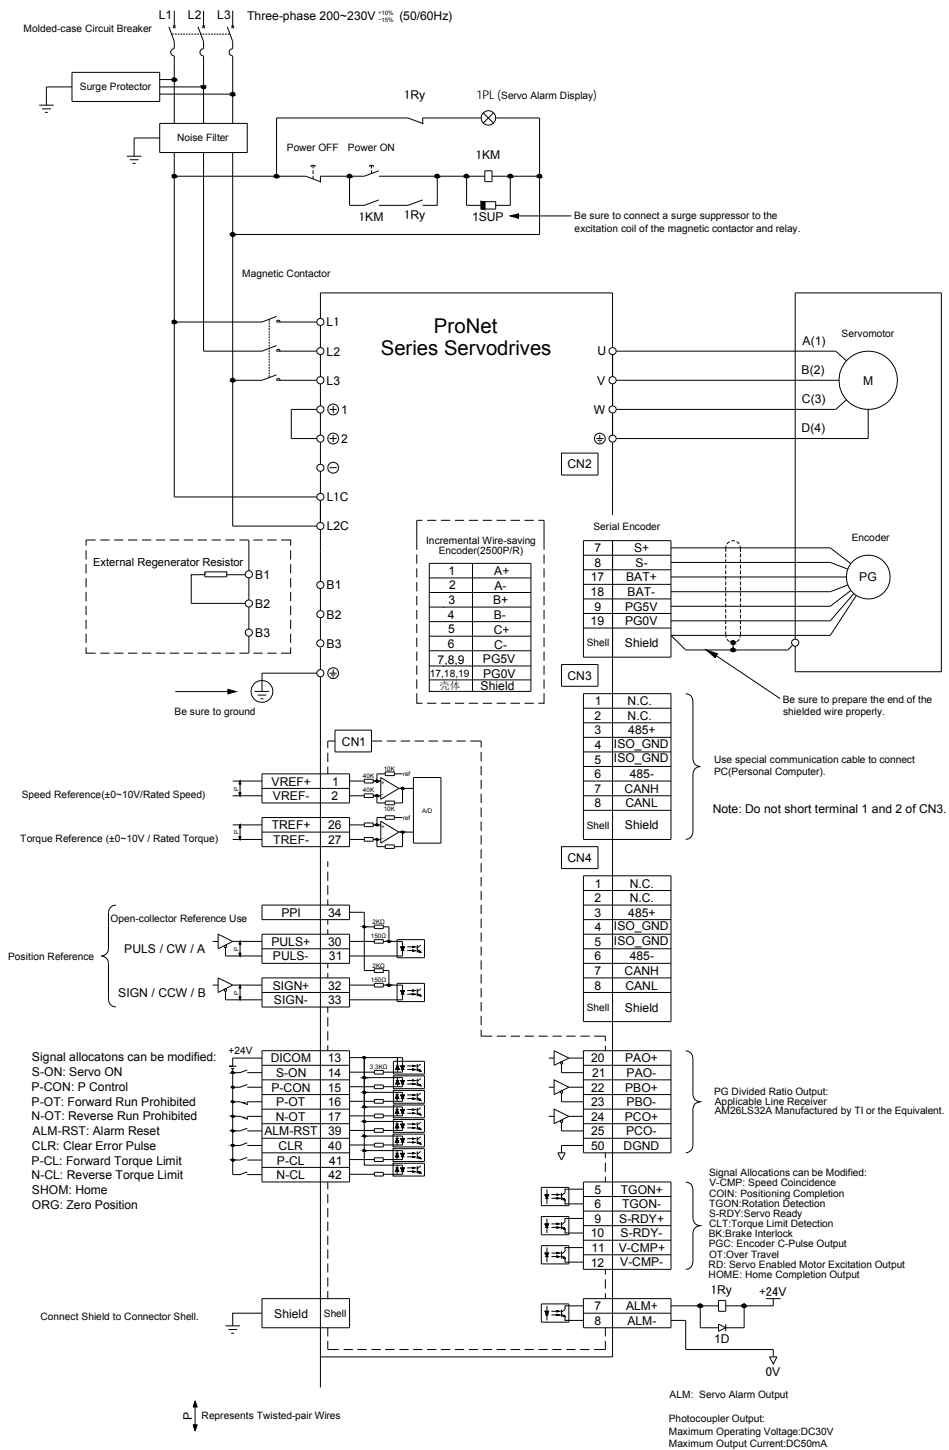 L1 L2 L3 Three-phase 200~230V +10% -15% (50/60Hz)
Molded-case Circuit Breaker
Surge Protector
Noise Filter
1Ry
1PL (Servo Alarm Display)
Power OFF Power ON
1KM
1KM
1Ry
1SUP
Be sure to connect a surge suppressor to the
excitation coil of the magnetic contactor and relay.
Magnetic Contactor
ProNet
Series Servodrives
L1
L2
L3
1
2
L1C
L2C
B1
B2
B3
U
V
W
A(1)
B(2)
C(3)
D(4)
Servomotor
M
CN2
External Regenerator Resistor
B1
B2
B3
Be sure to ground
Incremental Wire-saving
Encoder(2500P/R)
1 A+
2 A-
3 B+
4 B-
5 C+
6 C-
7,8,9 PG5V
17,18,19 PG0V
壳体 Shield
Serial Encoder
7 S+
8 S-
17 BAT+
18 BAT-
9 PG5V
19 PG0V
Shell Shield
Encoder
PG
Be sure to prepare the end of the
shielded wire properly.
CN3
1 N.C.
2 N.C.
3 485+
4 ISO_GND
5 ISO_GND
6 485-
7 CANH
8 CANL
Shell Shield
Use special communication cable to connect
PC(Personal Computer).
Note: Do not short terminal 1 and 2 of CN3.
CN4
1 N.C.
2 N.C.
3 485+
4 ISO_GND
5 ISO_GND
6 485-
7 CANH
8 CANL
Shell Shield
CN1
Speed Reference(±0~10V/Rated Speed)
P
VREF+ 1
VREF- 2
40K
40K
10K
10K
ref
A/D
Torque Reference (±0~10V / Rated Torque)
P
TREF+ 26
TREF- 27
ref
Position Reference
Open-collector Reference Use
PPI 34
PULS / CW / A
P
PULS+ 30
PULS- 31
2KΩ
150Ω
SIGN / CCW / B
P
SIGN+ 32
SIGN- 33
2KΩ
150Ω
Signal allocatons can be modified:
S-ON: Servo ON
P-CON: P Control
P-OT: Forward Run Prohibited
N-OT: Reverse Run Prohibited
ALM-RST: Alarm Reset
CLR: Clear Error Pulse
P-CL: Forward Torque Limit
N-CL: Reverse Torque Limit
SHOM: Home
ORG: Zero Position
+24V
DICOM 13
S-ON 14
P-CON 15
P-OT 16
N-OT 17
ALM-RST 39
CLR 40
P-CL 41
N-CL 42
3.3KΩ
20 PAO+
21 PAO-
22 PBO+
23 PBO-
24 PCO+
25 PCO-
50 DGND
PG Divided Ratio Output:
Applicable Line Receiver
AM26LS32A Manufactured by TI or the Equivalent.
5 TGON+
6 TGON-
9 S-RDY+
10 S-RDY-
11 V-CMP+
12 V-CMP-
Signal Allocations can be Modified:
V-CMP: Speed Coincidence
COIN: Positioning Completion
TGON:Rotation Detection
S-RDY:Servo Ready
CLT:Torque Limit Detection
BK:Brake Interlock
PGC: Encoder C-Pulse Output
OT:Over Travel
RD: Servo Enabled Motor Excitation Output
HOME: Home Completion Output
7 ALM+
8 ALM-
1Ry
+24V
1D
0V
Connect Shield to Connector Shell.
Shield Shell
ALM: Servo Alarm Output
P
Represents Twisted-pair Wires
Photocoupler Output:
Maximum Operating Voltage:DC30V
Maximum Output Current:DC50mA